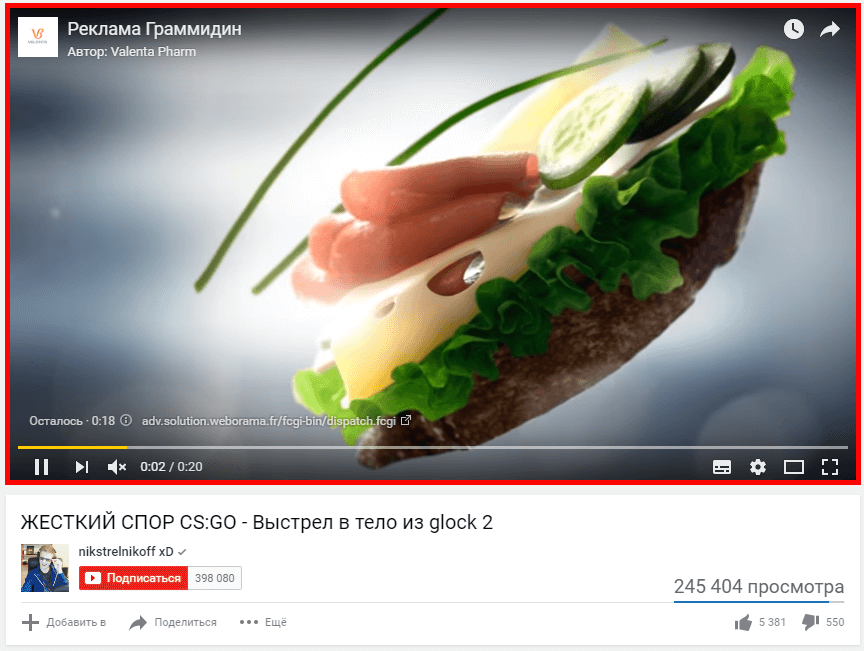 Реклама Граммидин
Автор: Valenta Pharm
VALENTA
Осталось · 0:18 adv.solution.weborama.fr/fcgi-bin/dispatch.fcgi
0:02 / 0:20
ЖЕСТКИЙ СПОР CS:GO - Выстрел в тело из glock 2
nikstrelnikoff xD
Подписаться 398 080
245 404 просмотра
Добавить в Поделиться Ещё 5 381 550